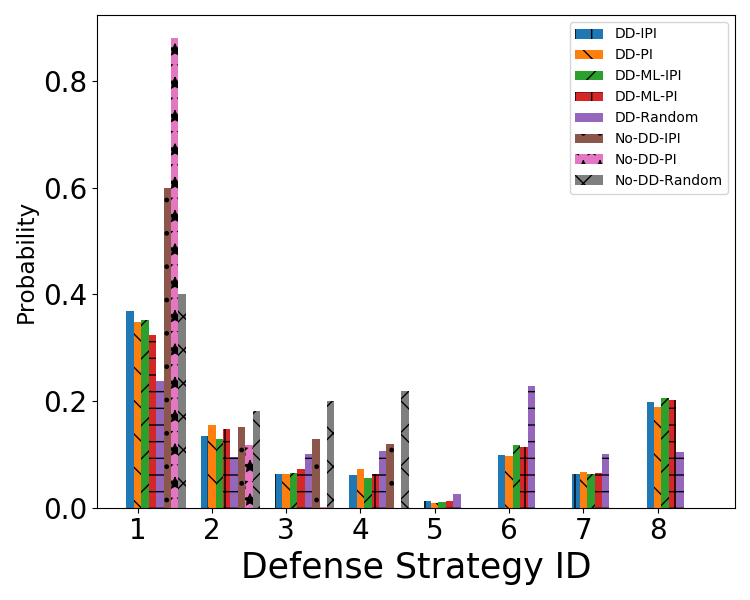 DD-IPI
DD-PI
DD-ML-IPI
DD-ML-PI
DD-Random
No-DD-IPI
No-DD-PI
No-DD-Random
Probability
0.8
0.6
0.4
0.2
0.0
1 2 3 4 5 6 7 8
Defense Strategy ID